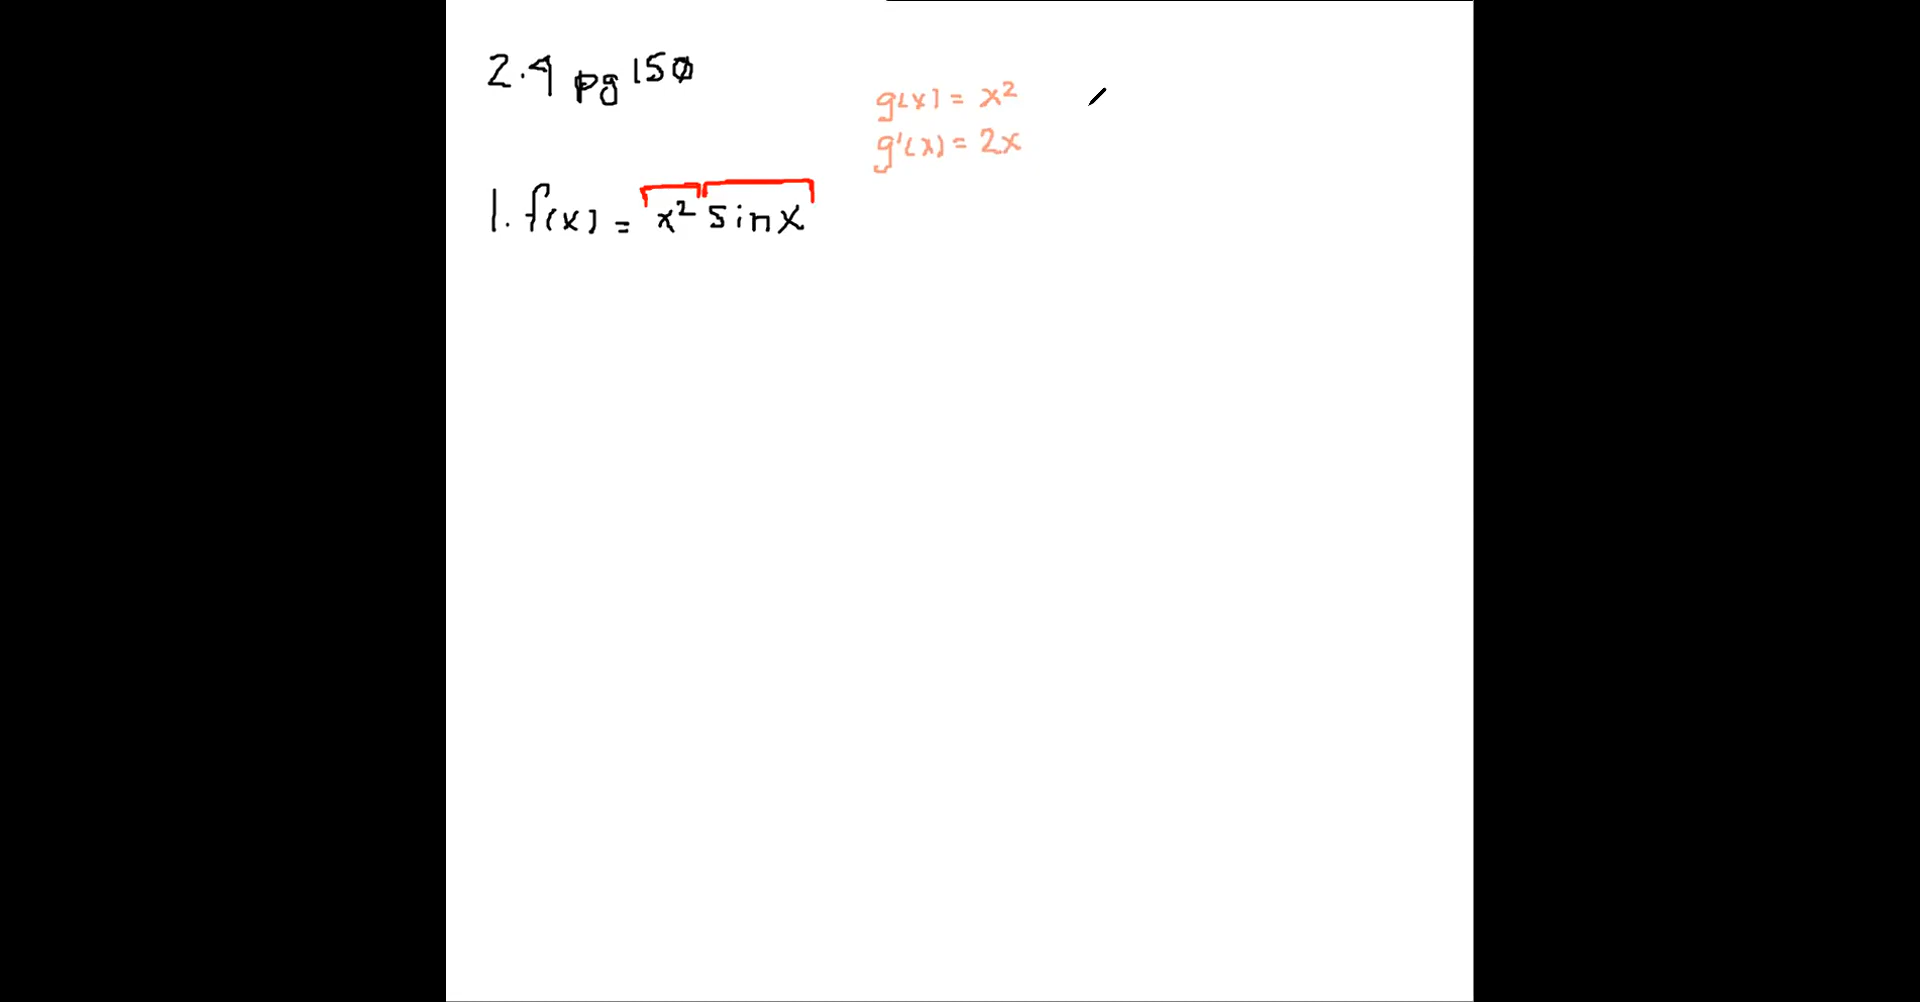 2.4 pg 150
g(x) = x²
g'(x) = 2x
1. f(x) = x² sinx